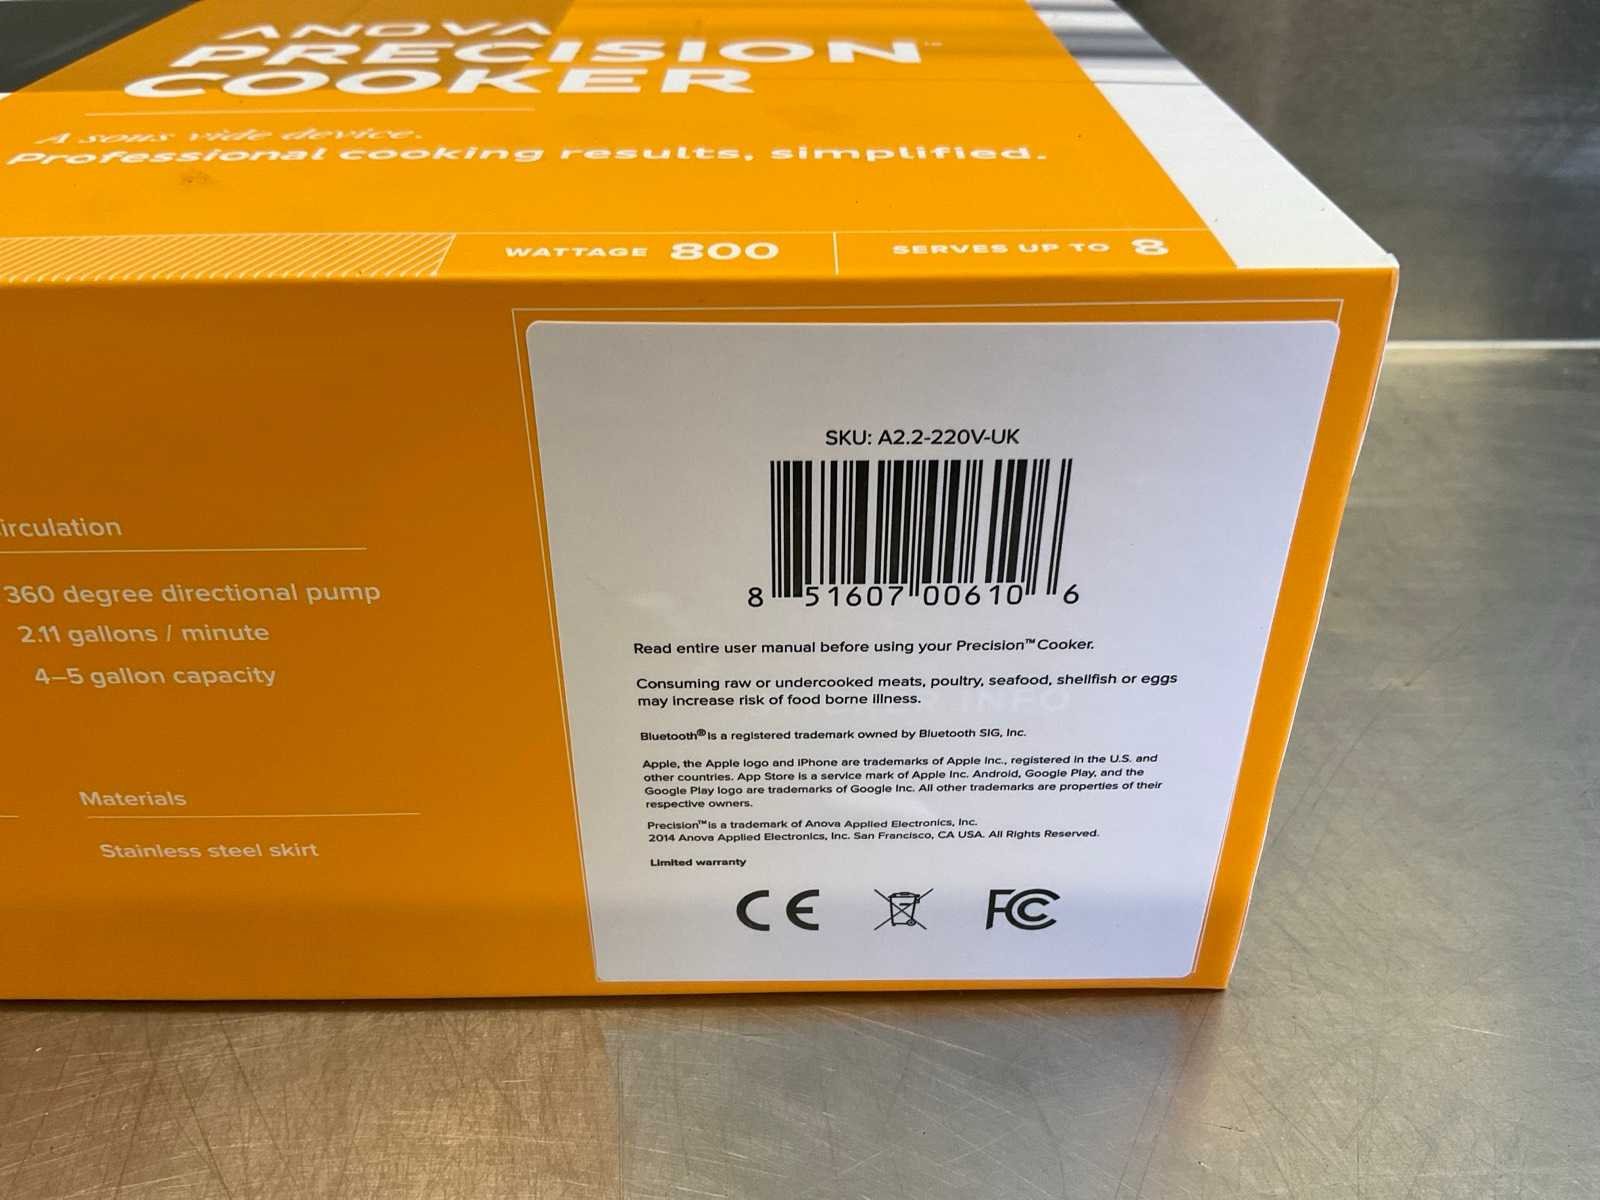 ANOVA
PRECISION™
COOKER
A sous vide device.
Professional cooking results, simplified.
WATTAGE 800
SERVES UP TO 8
irculation
360 degree directional pump
2.11 gallons / minute
4–5 gallon capacity
Materials
Stainless steel skirt
SKU: A2.2-220V-UK
8 51607 00610 6
Read entire user manual before using your Precision™ Cooker.
Consuming raw or undercooked meats, poultry, seafood, shellfish or eggs
may increase risk of food borne illness.
INFO
Bluetooth® is a registered trademark owned by Bluetooth SIG, Inc.
Apple, the Apple logo and iPhone are trademarks of Apple Inc., registered in the U.S. and
other countries. App Store is a service mark of Apple Inc. Android, Google Play, and the
Google Play logo are trademarks of Google Inc. All other trademarks are properties of their
respective owners.
Precision™ is a trademark of Anova Applied Electronics, Inc.
2014 Anova Applied Electronics, Inc. San Francisco, CA USA. All Rights Reserved.
Limited warranty
CE
FC